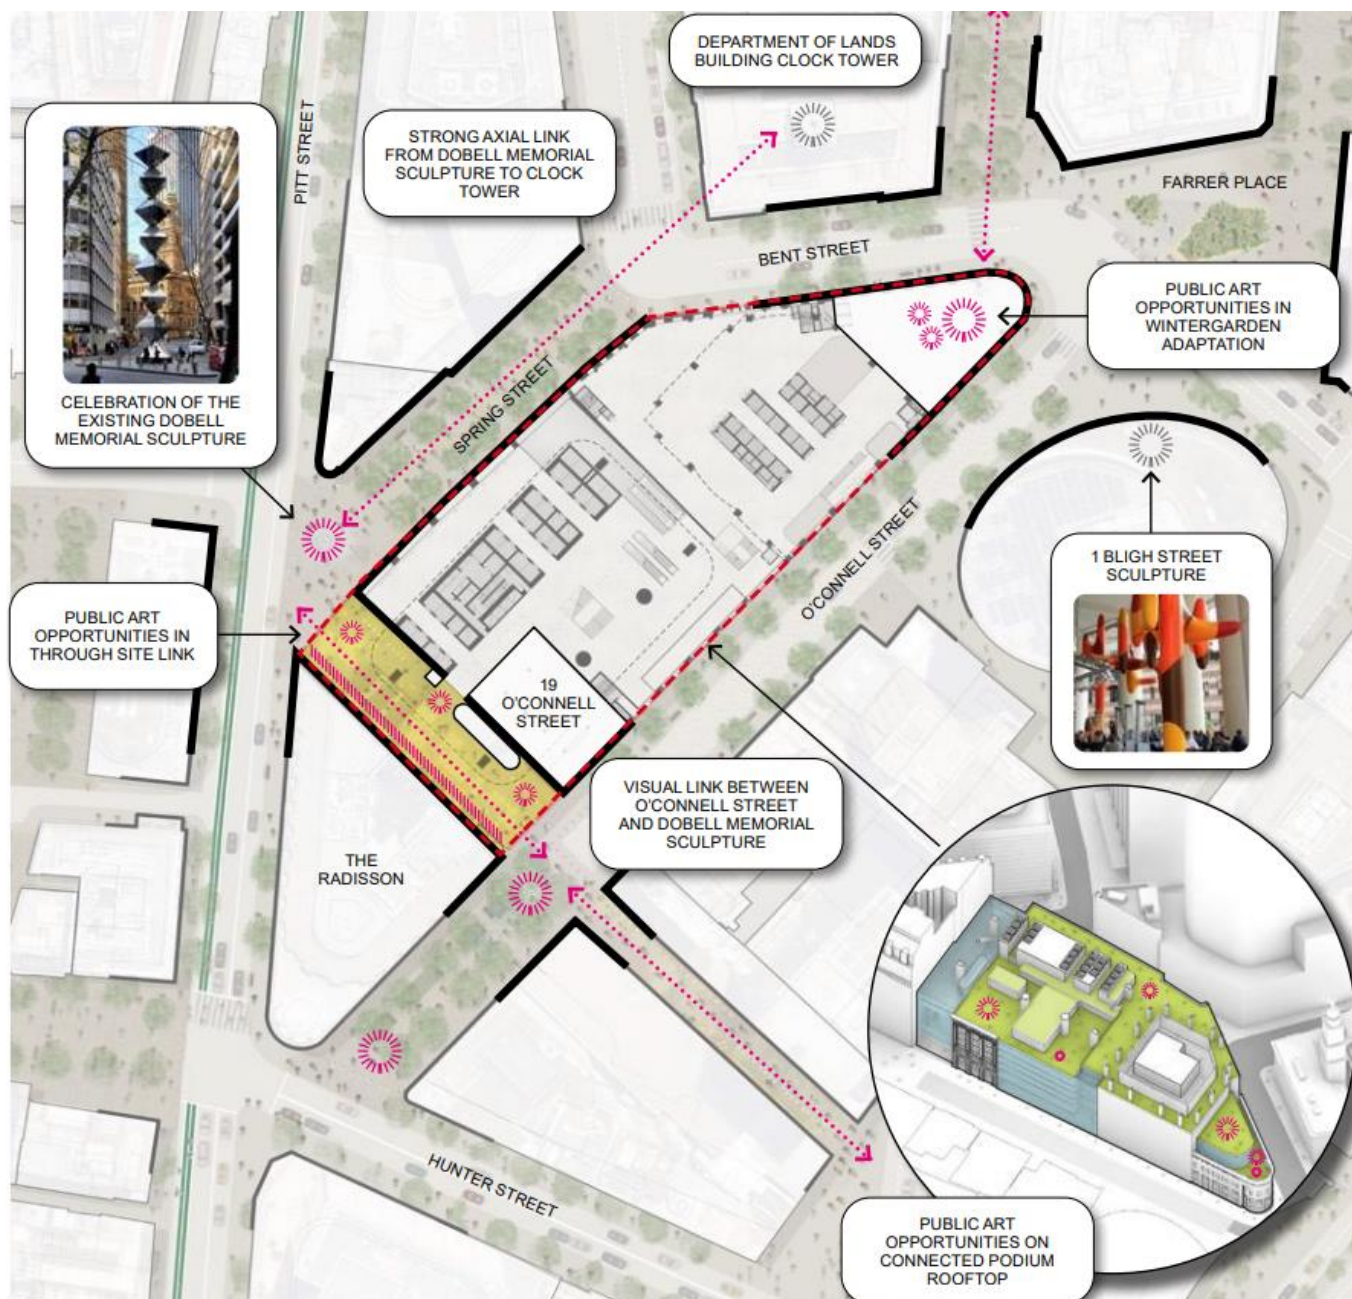 DEPARTMENT OF LANDS
BUILDING CLOCK TOWER
PITT STREET
STRONG AXIAL LINK
FROM DOBELL MEMORIAL
SCULPTURE TO CLOCK
TOWER
FARRER PLACE
BENT STREET
PUBLIC ART
OPPORTUNITIES IN
WINTERGARDEN
ADAPTATION
CELEBRATION OF THE
EXISTING DOBELL
MEMORIAL SCULPTURE
SPRING STREET
O'CONNELL STREET
1 BLIGH STREET
SCULPTURE
PUBLIC ART
OPPORTUNITIES IN
THROUGH SITE LINK
19
O'CONNELL
STREET
VISUAL LINK BETWEEN
O'CONNELL STREET
AND DOBELL MEMORIAL
SCULPTURE
THE
RADISSON
HUNTER STREET
PUBLIC ART
OPPORTUNITIES ON
CONNECTED PODIUM
ROOFTOP